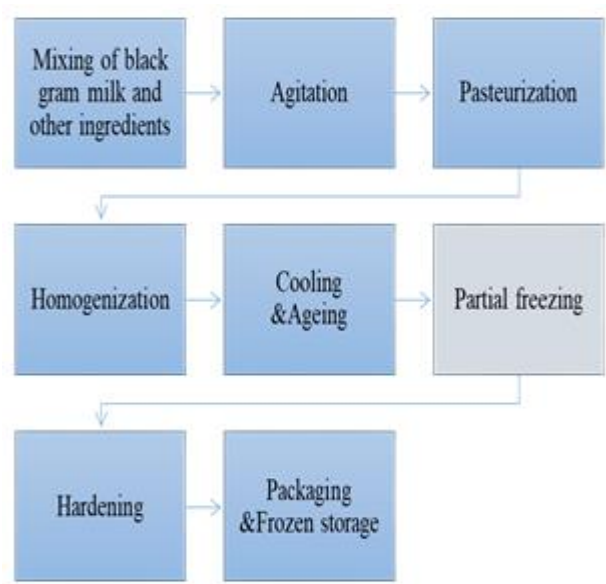 Mixing of black
gram milk and
other ingredients
Agitation
Pasteurization
Homogenization
Cooling
&Ageing
Partial freezing
Hardening
Packaging
&Frozen storage